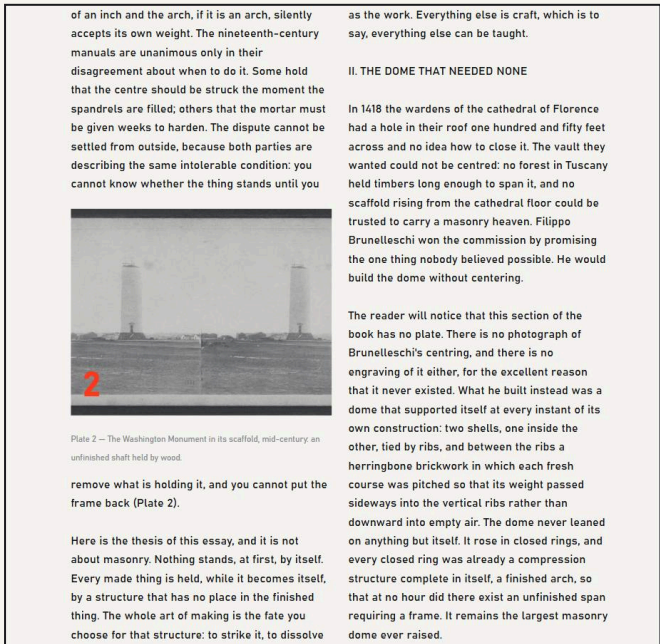 of an inch and the arch, if it is an arch, silently
accepts its own weight. The nineteenth-century
manuals are unanimous only in their
disagreement about when to do it. Some hold
that the centre should be struck the moment the
spandrels are filled; others that the mortar must
be given weeks to harden. The dispute cannot be
settled from outside, because both parties are
describing the same intolerable condition: you
cannot know whether the thing stands until you
2
Plate 2 — The Washington Monument in its scaffold, mid-century: an
unfinished shaft held by wood.
remove what is holding it, and you cannot put the
frame back (Plate 2).
Here is the thesis of this essay, and it is not
about masonry. Nothing stands, at first, by itself.
Every made thing is held, while it becomes itself,
by a structure that has no place in the finished
thing. The whole art of making is the fate you
choose for that structure: to strike it, to dissolve
as the work. Everything else is craft, which is to
say, everything else can be taught.
II. THE DOME THAT NEEDED NONE
In 1418 the wardens of the cathedral of Florence
had a hole in their roof one hundred and fifty feet
across and no idea how to close it. The vault they
wanted could not be centred: no forest in Tuscany
held timbers long enough to span it, and no
scaffold rising from the cathedral floor could be
trusted to carry a masonry heaven. Filippo
Brunelleschi won the commission by promising
the one thing nobody believed possible. He would
build the dome without centering.
The reader will notice that this section of the
book has no plate. There is no photograph of
Brunelleschi's centring, and there is no
engraving of it either, for the excellent reason
that it never existed. What he built instead was a
dome that supported itself at every instant of its
own construction: two shells, one inside the
other, tied by ribs, and between the ribs a
herringbone brickwork in which each fresh
course was pitched so that its weight passed
sideways into the vertical ribs rather than
downward into empty air. The dome never leaned
on anything but itself. It rose in closed rings, and
every closed ring was already a compression
structure complete in itself, a finished arch, so
that at no hour did there exist an unfinished span
requiring a frame. It remains the largest masonry
dome ever raised.